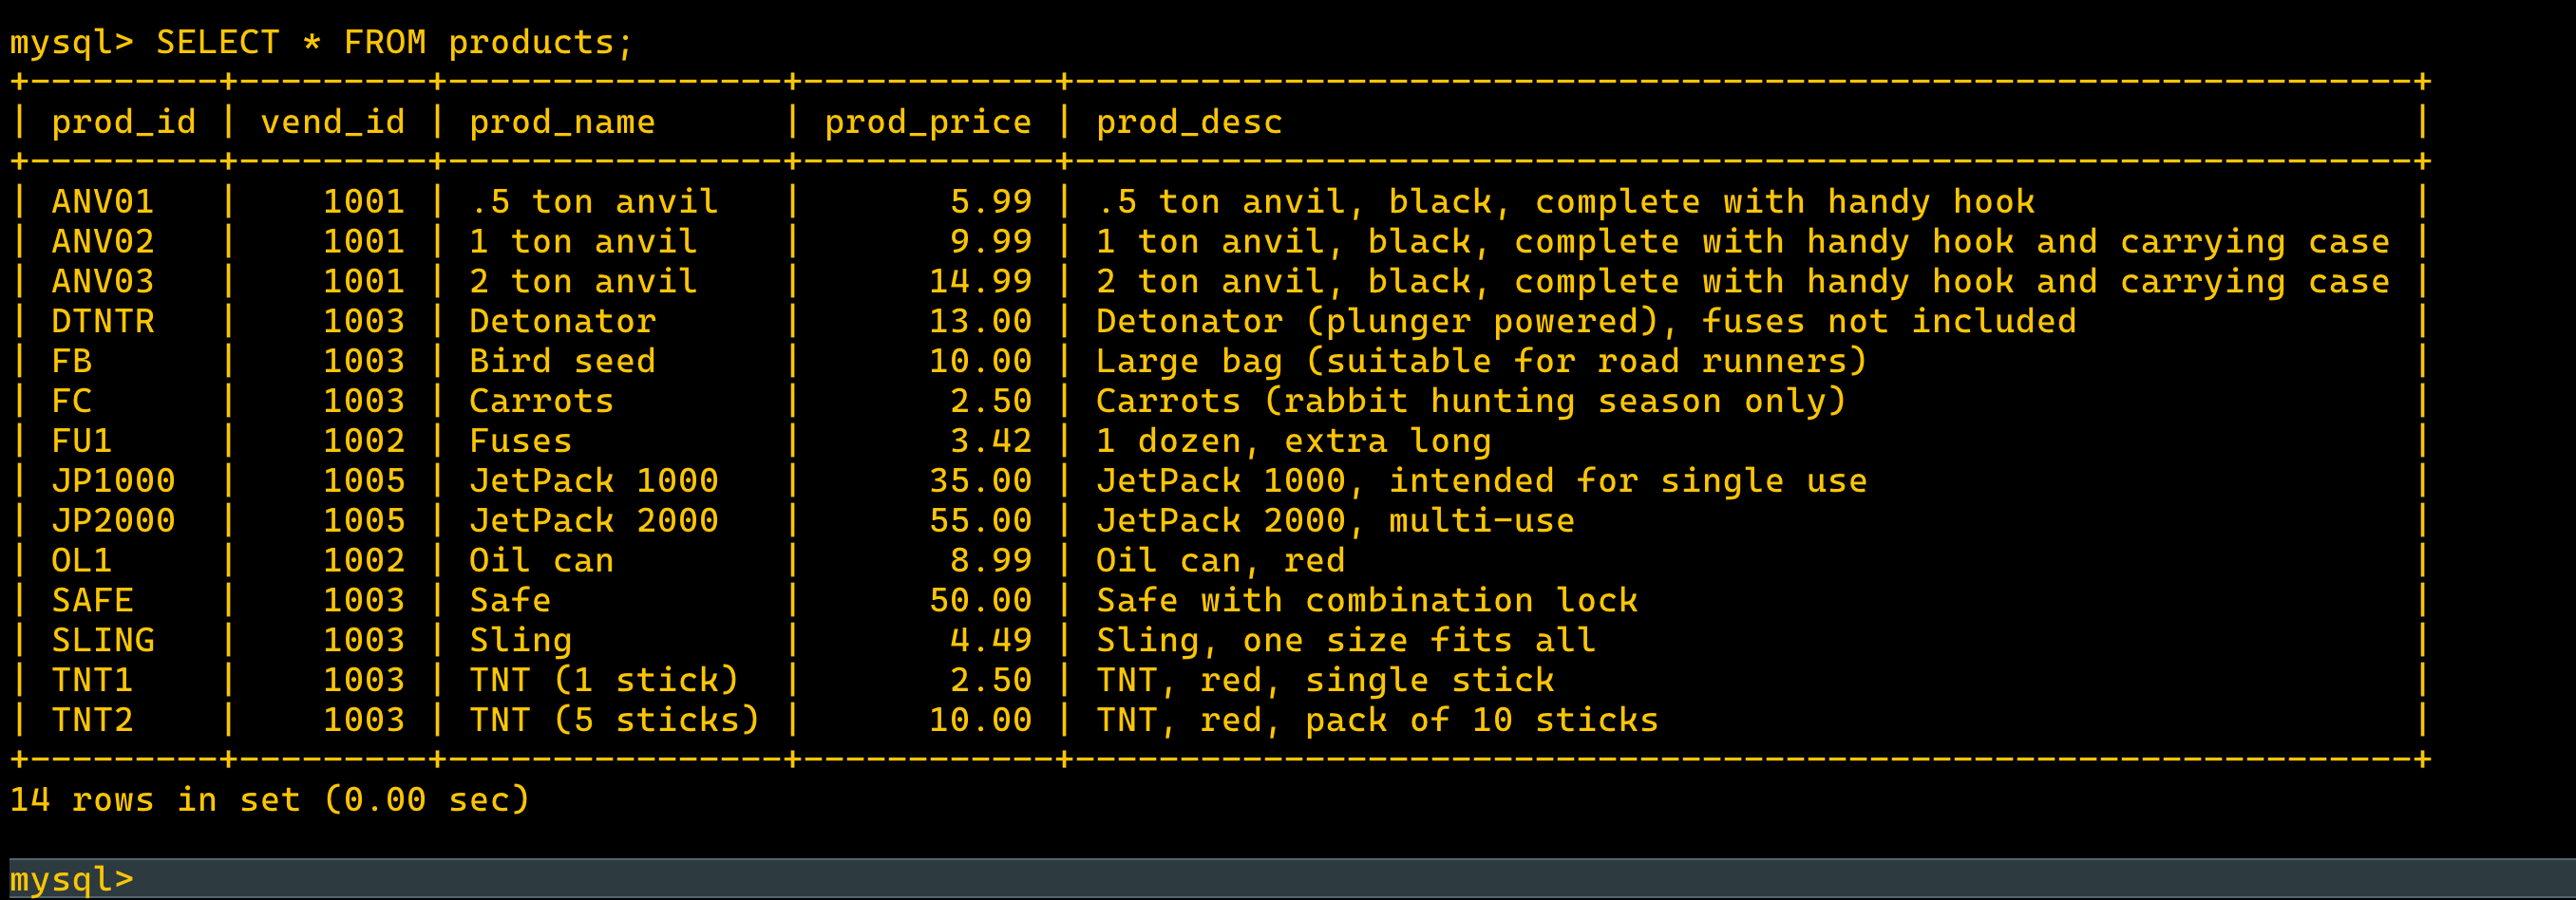 mysql> SELECT * FROM products;
+---------+---------+----------------+------------+----------------------------------------------------------------+
| prod_id | vend_id | prod_name      | prod_price | prod_desc                                                      |
+---------+---------+----------------+------------+----------------------------------------------------------------+
| ANV01   |    1001 | .5 ton anvil   |       5.99 | .5 ton anvil, black, complete with handy hook                  |
| ANV02   |    1001 | 1 ton anvil    |       9.99 | 1 ton anvil, black, complete with handy hook and carrying case |
| ANV03   |    1001 | 2 ton anvil    |      14.99 | 2 ton anvil, black, complete with handy hook and carrying case |
| DTNTR   |    1003 | Detonator      |      13.00 | Detonator (plunger powered), fuses not included                |
| FB      |    1003 | Bird seed      |      10.00 | Large bag (suitable for road runners)                          |
| FC      |    1003 | Carrots        |       2.50 | Carrots (rabbit hunting season only)                           |
| FU1     |    1002 | Fuses          |       3.42 | 1 dozen, extra long                                            |
| JP1000  |    1005 | JetPack 1000   |      35.00 | JetPack 1000, intended for single use                          |
| JP2000  |    1005 | JetPack 2000   |      55.00 | JetPack 2000, multi-use                                        |
| OL1     |    1002 | Oil can        |       8.99 | Oil can, red                                                   |
| SAFE    |    1003 | Safe           |      50.00 | Safe with combination lock                                     |
| SLING   |    1003 | Sling          |       4.49 | Sling, one size fits all                                       |
| TNT1    |    1003 | TNT (1 stick)  |       2.50 | TNT, red, single stick                                         |
| TNT2    |    1003 | TNT (5 sticks) |      10.00 | TNT, red, pack of 10 sticks                                    |
+---------+---------+----------------+------------+----------------------------------------------------------------+
14 rows in set (0.00 sec)
mysql>